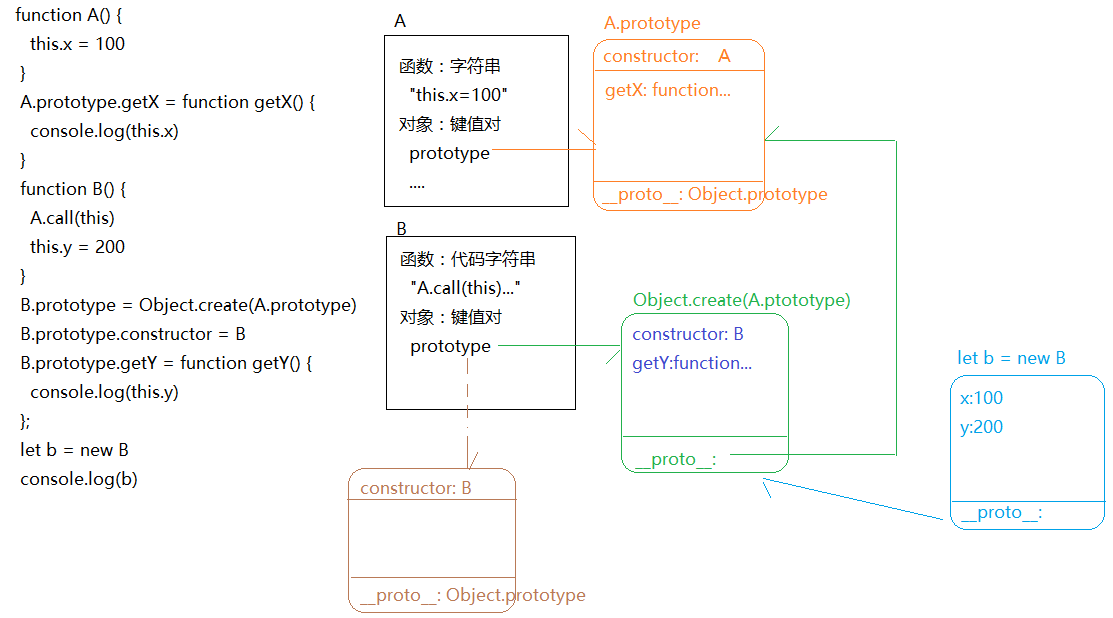 function A() {
this.x = 100
}
A.prototype.getX = function getX() {
console.log(this.x)
}
function B() {
A.call(this)
this.y = 200
}
B.prototype = Object.create(A.prototype)
B.prototype.constructor = B
B.prototype.getY = function getY() {
console.log(this.y)
};
let b = new B
console.log(b)
A
函数：字符串
"this.x=100"
对象：键值对
prototype
....
A.prototype
constructor: A
getX: function...
__proto__: Object.prototype
B
函数：代码字符串
"A.call(this)..."
对象：键值对
prototype
Object.create(A.ptototype)
constructor: B
getY:function...
__proto__:
let b = new B
x:100
y:200
__proto__:
constructor: B
__proto__: Object.prototype